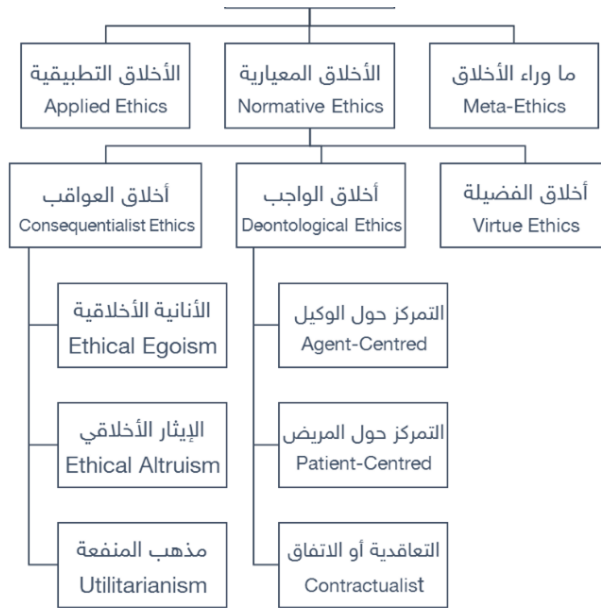 الأخلاق التطبيقية
Applied Ethics
الأخلاق المعيارية
Normative Ethics
ما وراء الأخلاق
Meta-Ethics
أخلاق العواقب
Consequentialist Ethics
أخلاق الواجب
Deontological Ethics
أخلاق الفضيلة
Virtue Ethics
الأنانية الأخلاقية
Ethical Egoism
التمركز حول الوكيل
Agent-Centred
الإيثار الأخلاقي
Ethical Altruism
التمركز حول المريض
Patient-Centred
مذهب المنفعة
Utilitarianism
التعاقدية أو الاتفاق
Contractualist